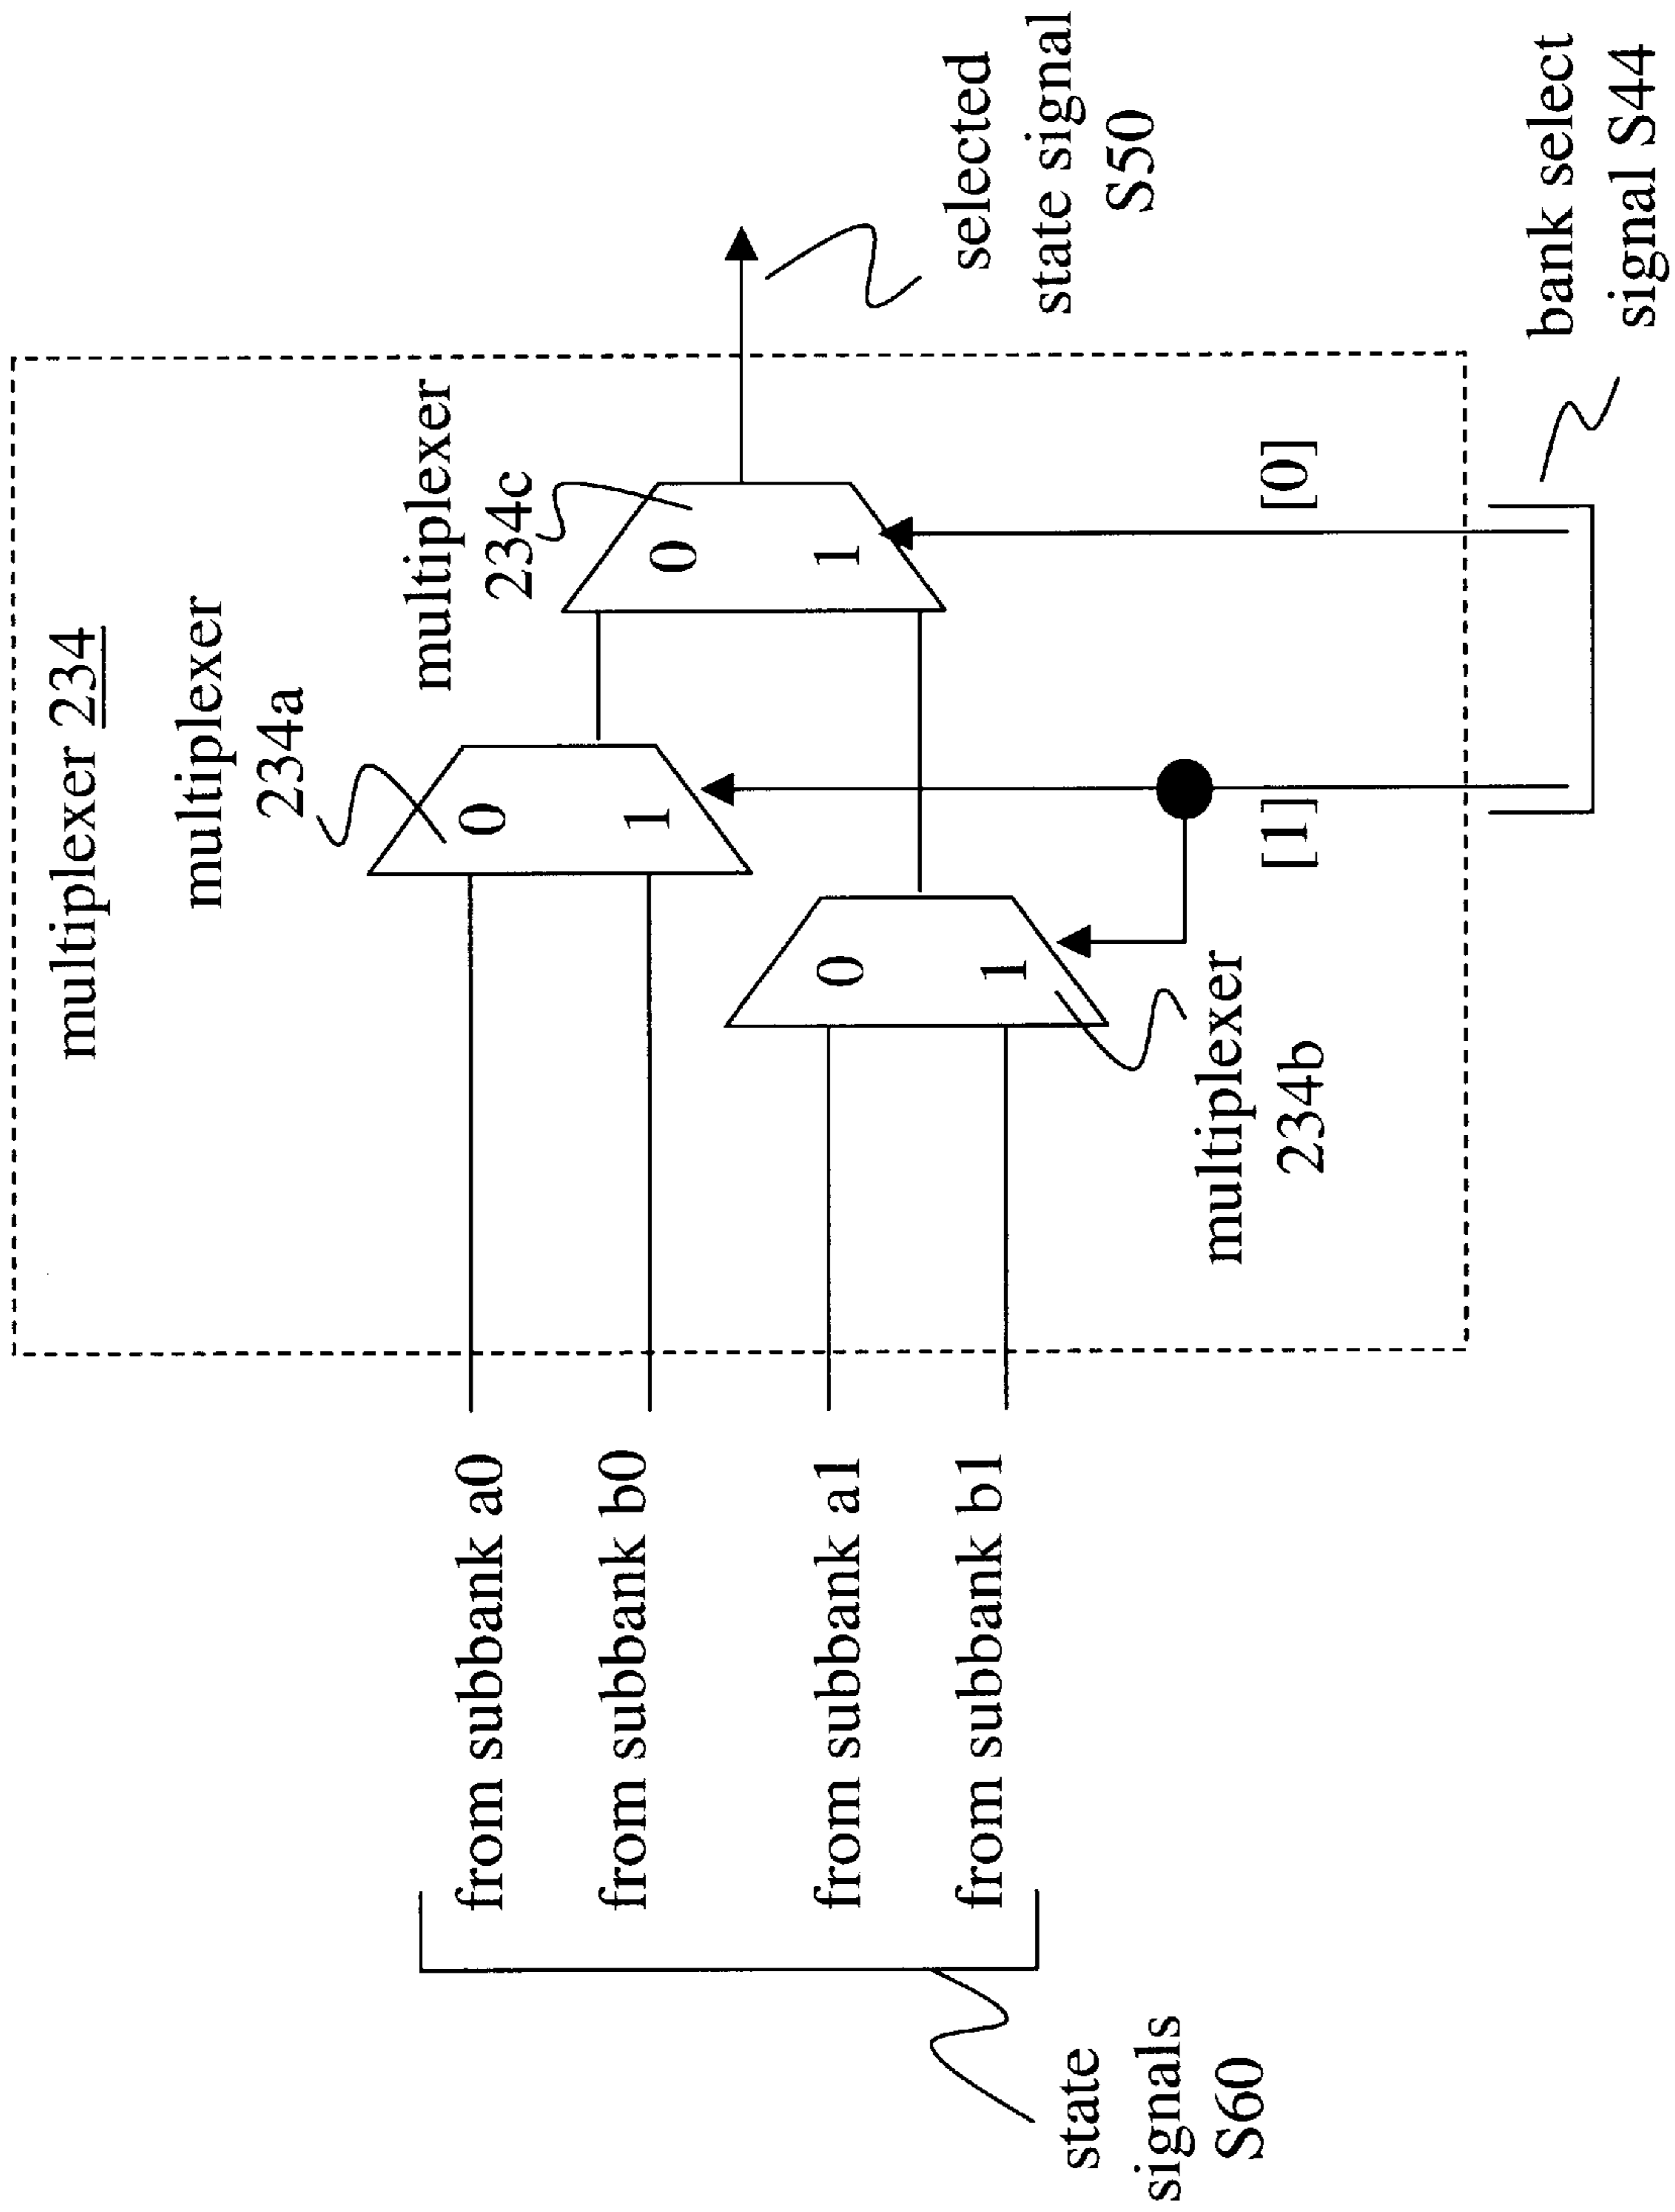 multiplexer 234
multiplexer
234a
multiplexer
234c
0
1
0
1
0
1
multiplexer
234b
from subbank a0
from subbank b0
from subbank a1
from subbank b1
state
signals
S60
[1]
[0]
selected
state signal
S50
bank select
signal S44